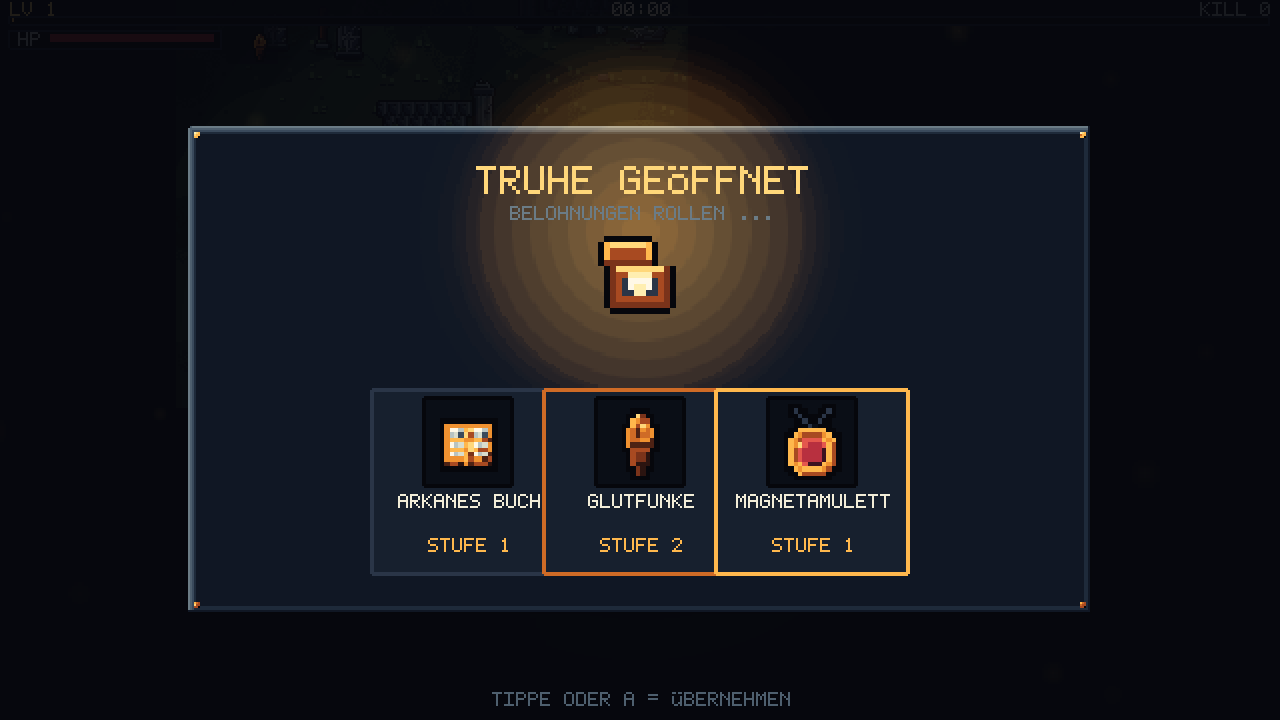 LV 1 00:00 KILL 0
HP
TRUHE GEöFFNET
BELOHNUNGEN ROLLEN ...
ARKANES BUCH GLUTFUNKE MAGNETAMULETT
STUFE 1 STUFE 2 STUFE 1
TIPPE ODER A = üBERNEHMEN